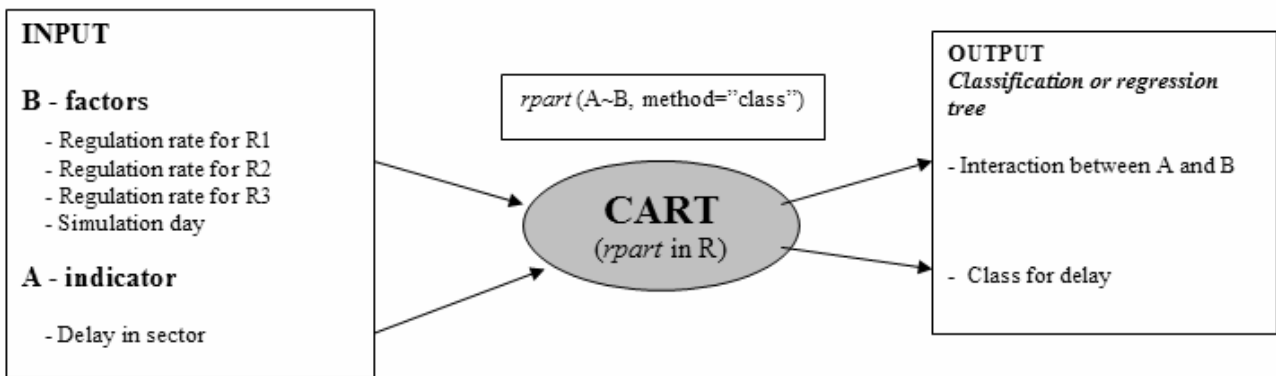 INPUT
B - factors
- Regulation rate for R1
- Regulation rate for R2
- Regulation rate for R3
- Simulation day
A - indicator
- Delay in sector
rpart (A~B, method=”class”)
CART
(rpart in R)
OUTPUT
Classification or regression
tree
- Interaction between A and B
- Class for delay